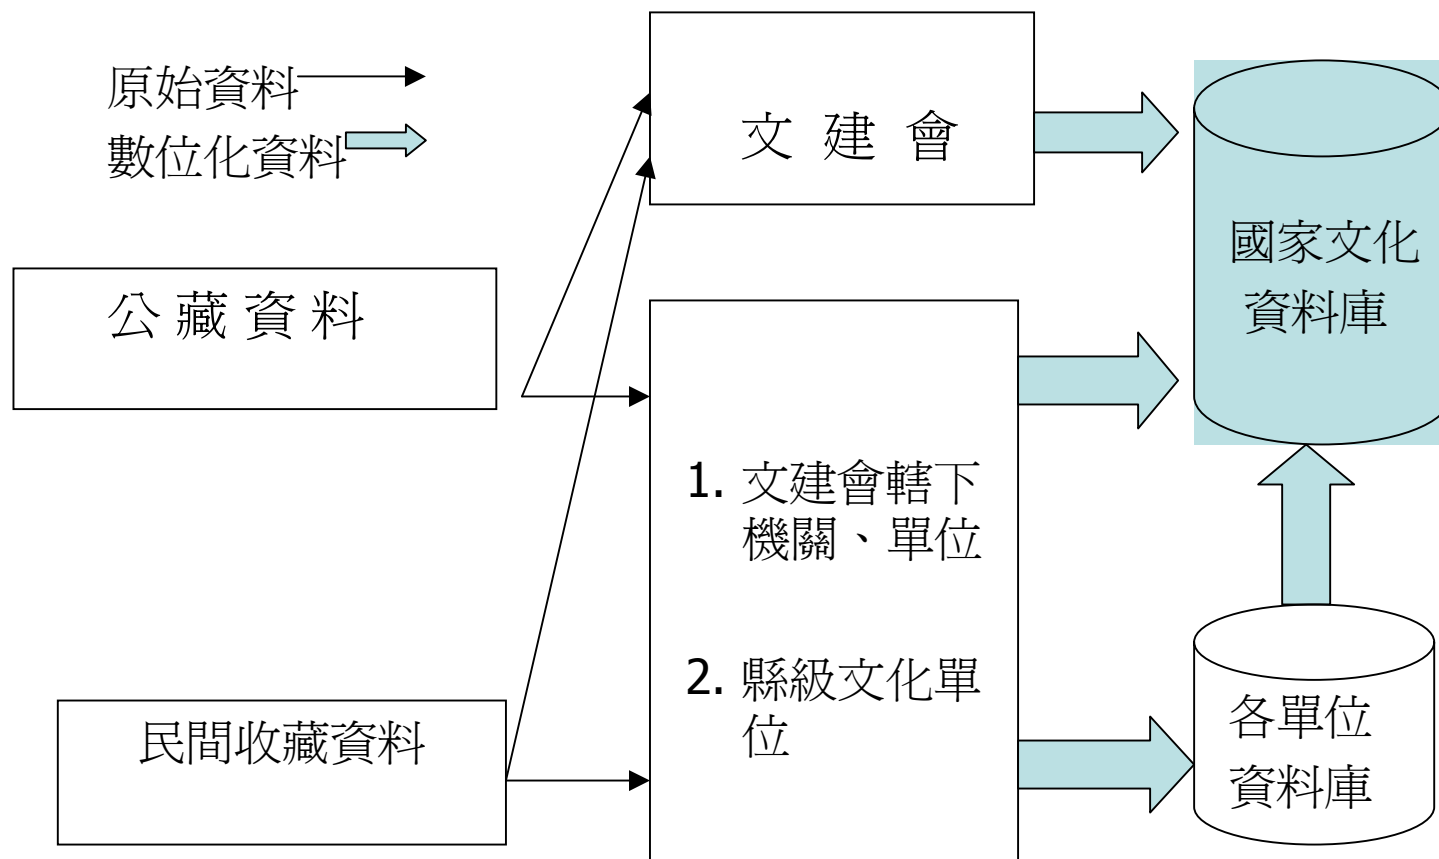 原始資料
數位化資料
文 建 會
公 藏 資 料
國家文化
資料庫
1. 文建會轄下
機關、單位
2. 縣級文化單
位
民間收藏資料
各單位
資料庫